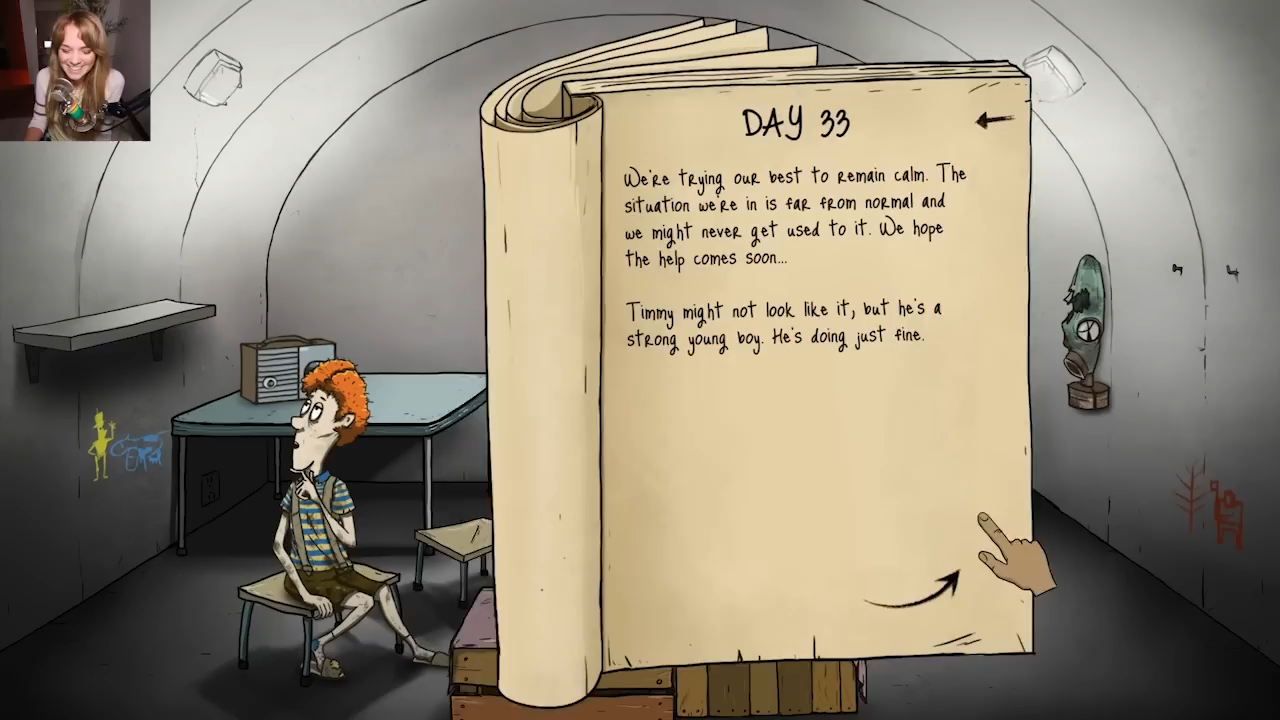 DAY 33
We're trying our best to remain calm. The
situation we're in is far from normal and
we might never get used to it. We hope
the help comes soon...
Timmy might not look like it, but he's a
strong young boy. He's doing just fine.